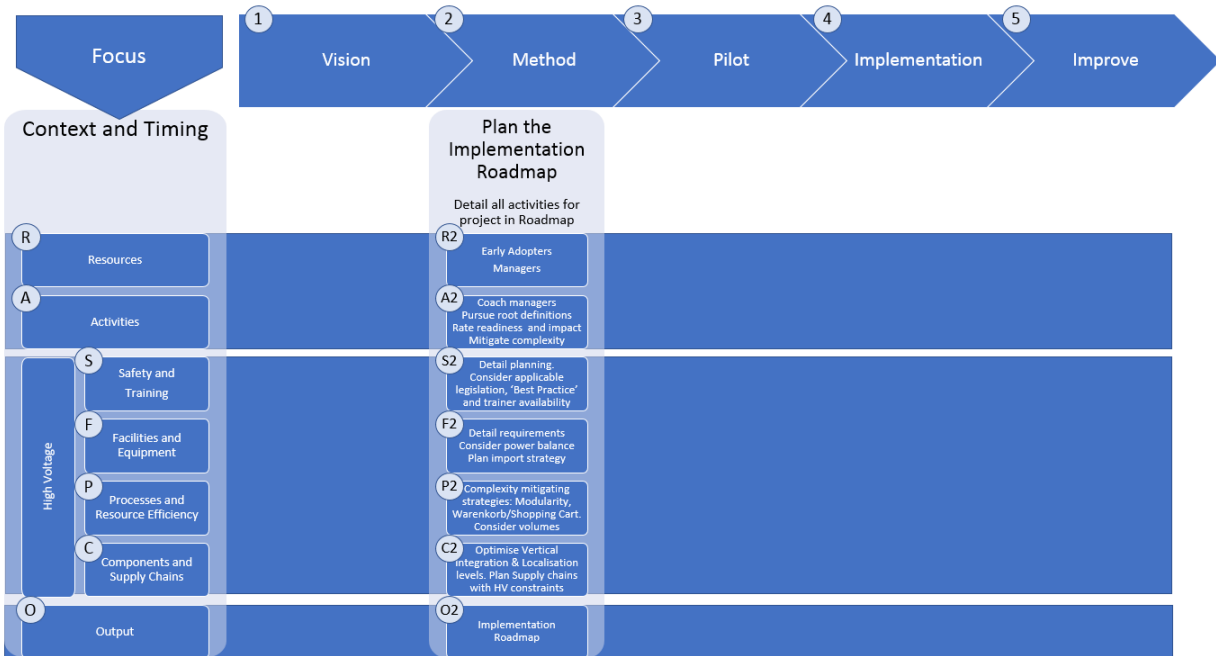 Focus
1
Vision
2
Method
3
Pilot
4
Implementation
5
Improve
Context and Timing
Plan the
Implementation
Roadmap
Detail all activities for
project in Roadmap
R
Resources
R2
Early Adopters
Managers
A
Activities
A2
Coach managers
Pursue root definitions
Rate readiness and impact
Mitigate complexity
High Voltage
S
Safety and
Training
S2
Detail planning.
Consider applicable
legislation, ‘Best Practice’
and trainer availability
F
Facilities and
Equipment
F2
Detail requirements
Consider power balance
Plan import strategy
P
Processes and
Resource Efficiency
P2
Complexity mitigating
strategies: Modularity,
Warenkorb/Shopping Cart.
Consider volumes
C
Components and
Supply Chains
C2
Optimise Vertical
Integration & Localisation
levels. Plan Supply chains
with HV constraints
O
Output
O2
Implementation
Roadmap